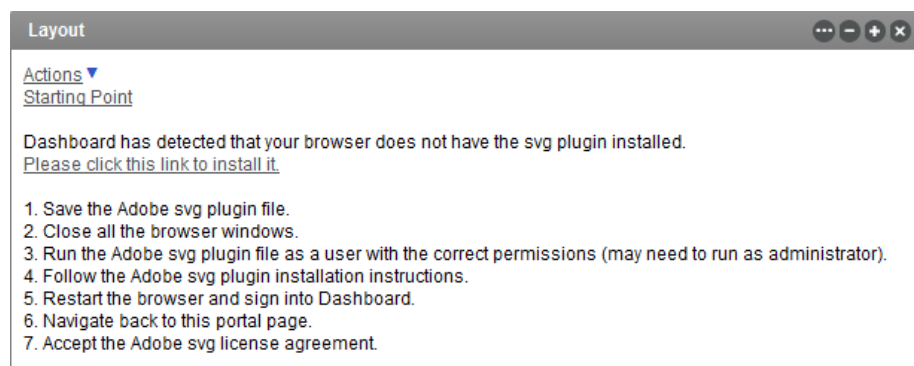 Layout
Actions
Starting Point
Dashboard has detected that your browser does not have the svg plugin installed.
Please click this link to install it.
1. Save the Adobe svg plugin file.
2. Close all the browser windows.
3. Run the Adobe svg plugin file as a user with the correct permissions (may need to run as administrator).
4. Follow the Adobe svg plugin installation instructions.
5. Restart the browser and sign into Dashboard.
6. Navigate back to this portal page.
7. Accept the Adobe svg license agreement.